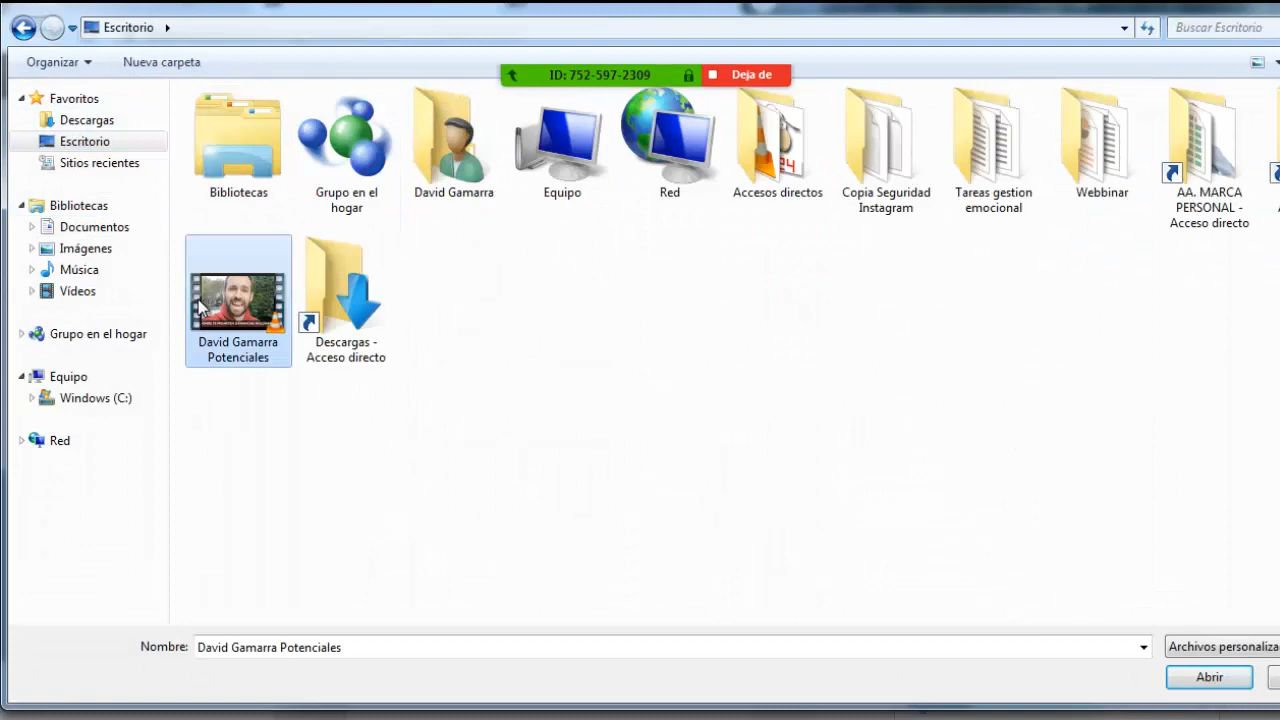 Escritorio
Buscar Escritorio
Organizar
Nueva carpeta
ID: 752-597-2309
Deja de
Favoritos
Descargas
Escritorio
Sitios recientes
Bibliotecas
Documentos
Imágenes
Música
Vídeos
Grupo en el hogar
Equipo
Windows (C:)
Red
Bibliotecas
Grupo en el
hogar
David Gamarra
Equipo
Red
24
Accesos directos
Copia Seguridad
Instagram
Tareas gestion
emocional
Webbinar
AA. MARCA
PERSONAL -
Acceso directo
David Gamarra
Potenciales
Descargas -
Acceso directo
Nombre:
David Gamarra Potenciales
Archivos personaliza
Abrir